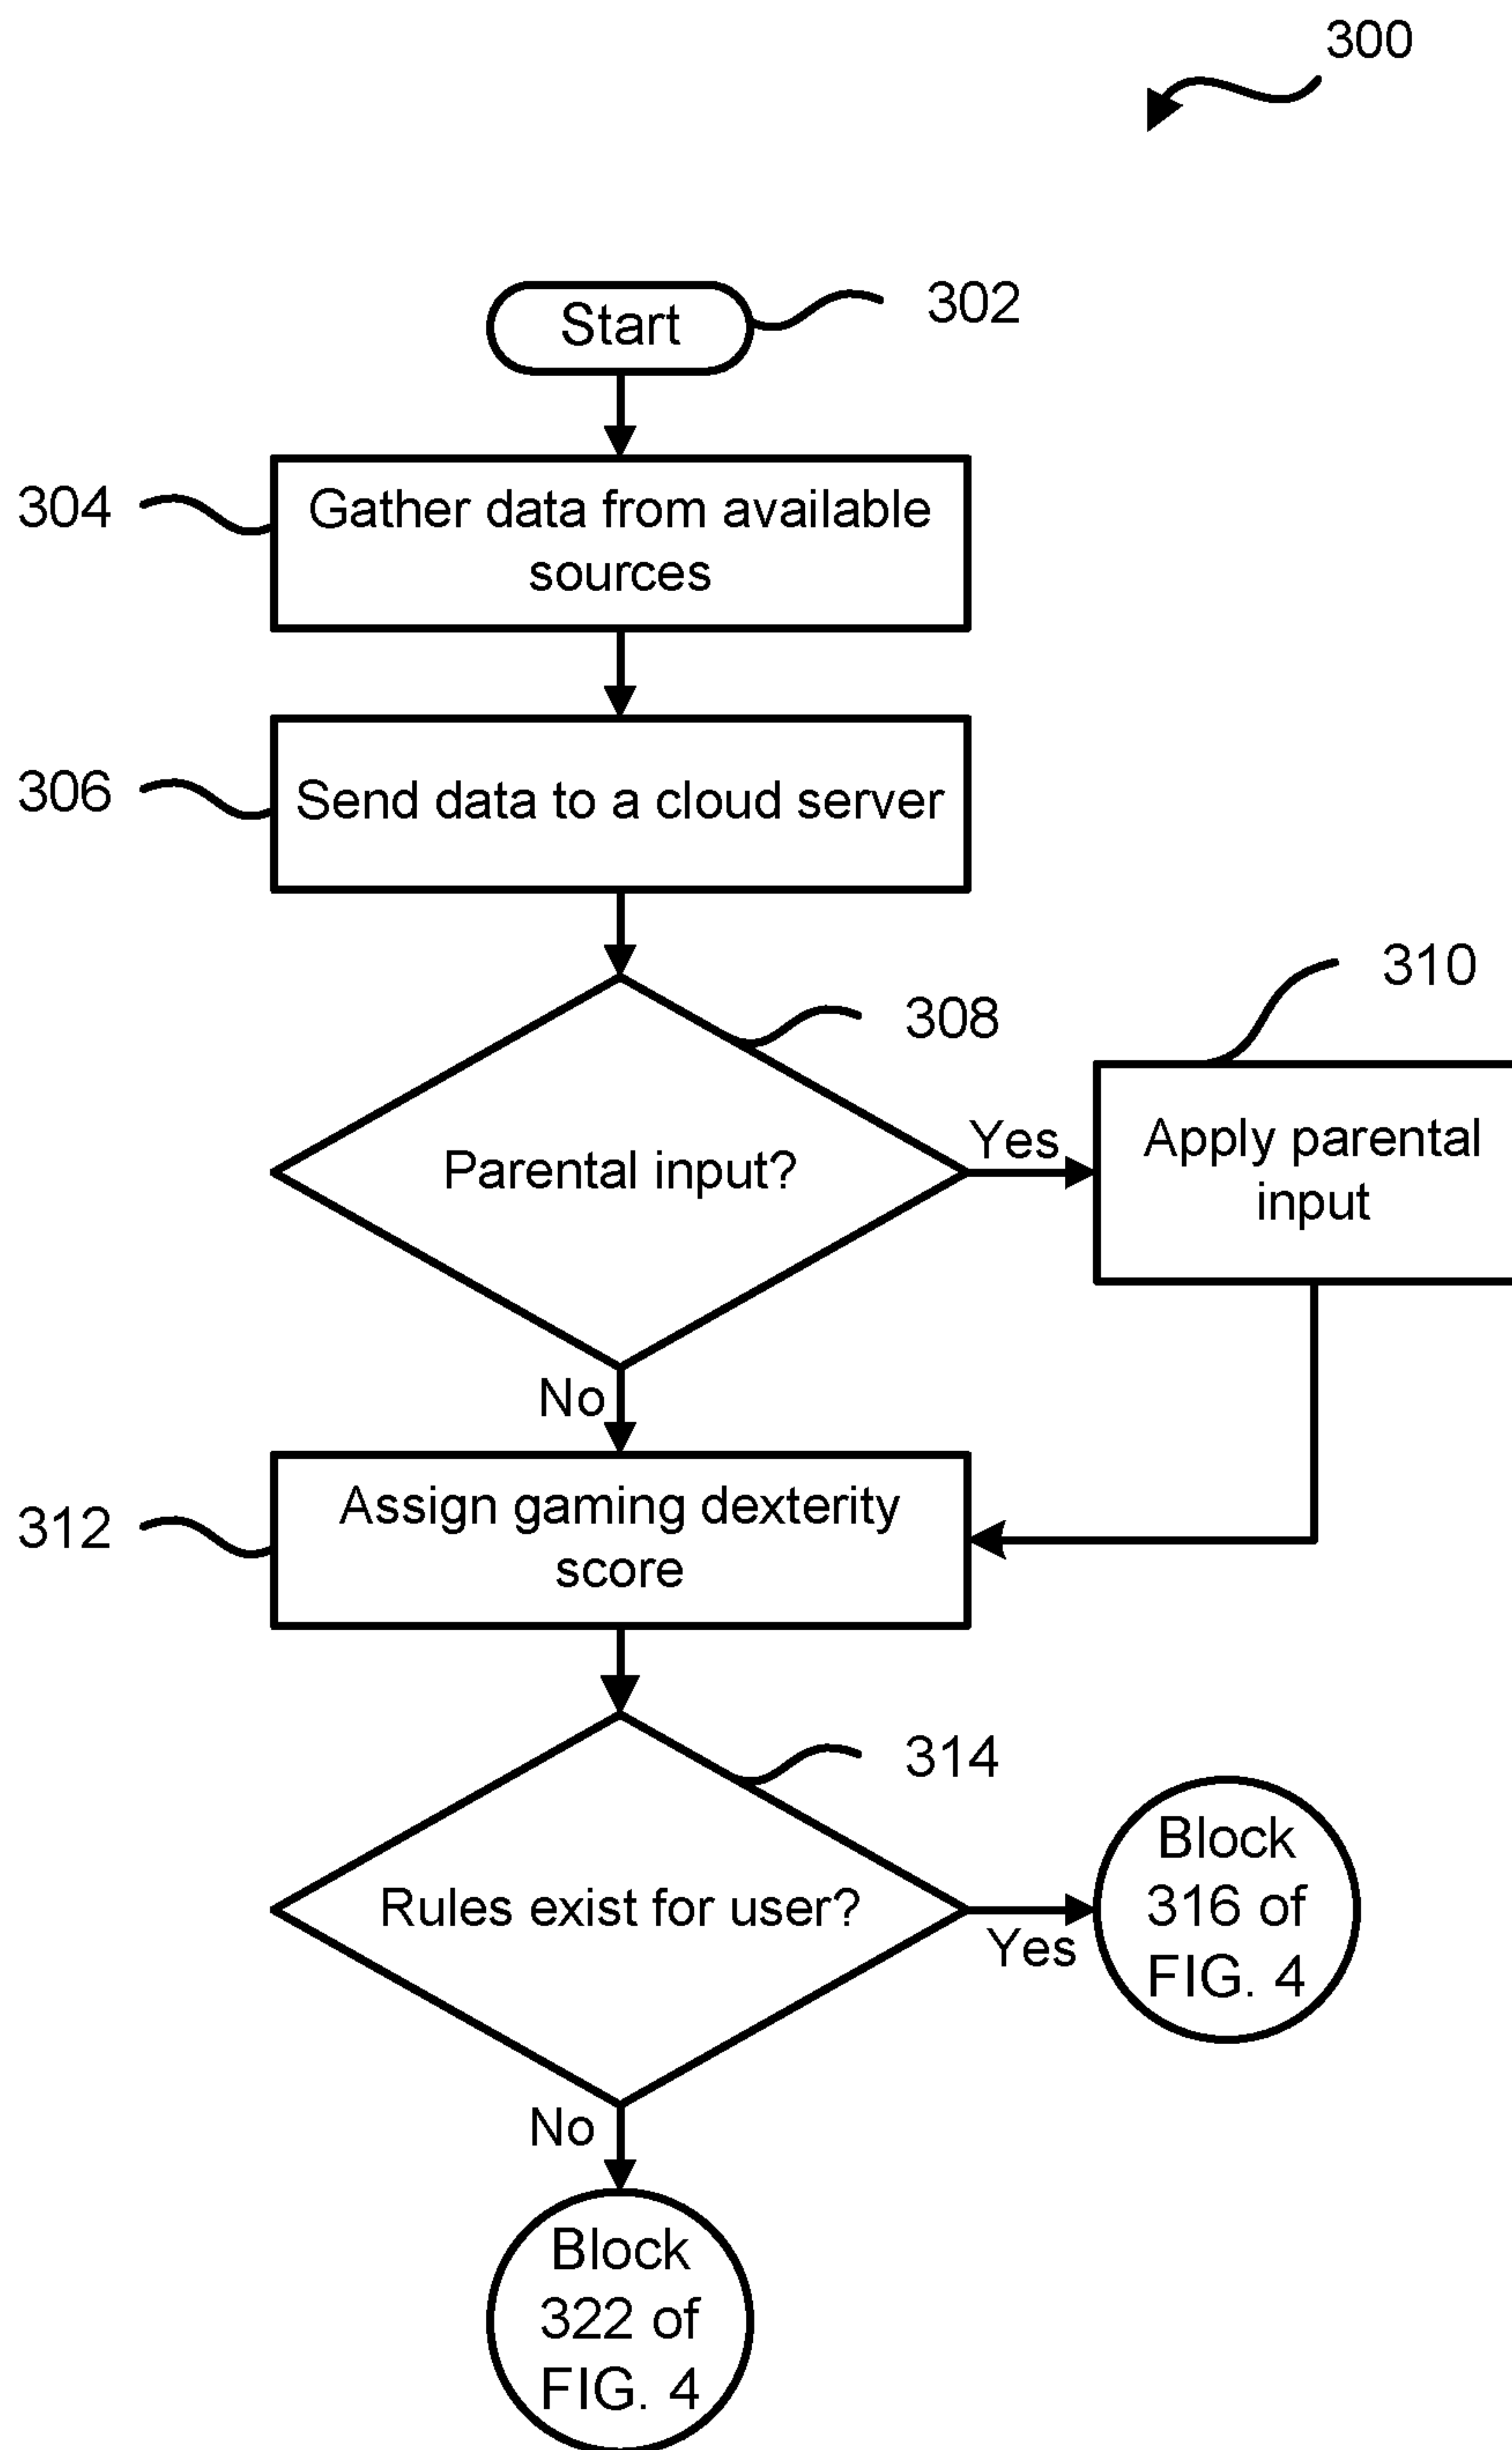 300
Start
302
304
Gather data from available
sources
306
Send data to a cloud server
308
310
Parental input?
Yes
Apply parental
input
No
312
Assign gaming dexterity
score
314
Rules exist for user?
Yes
Block
316 of
FIG. 4
No
Block
322 of
FIG. 4